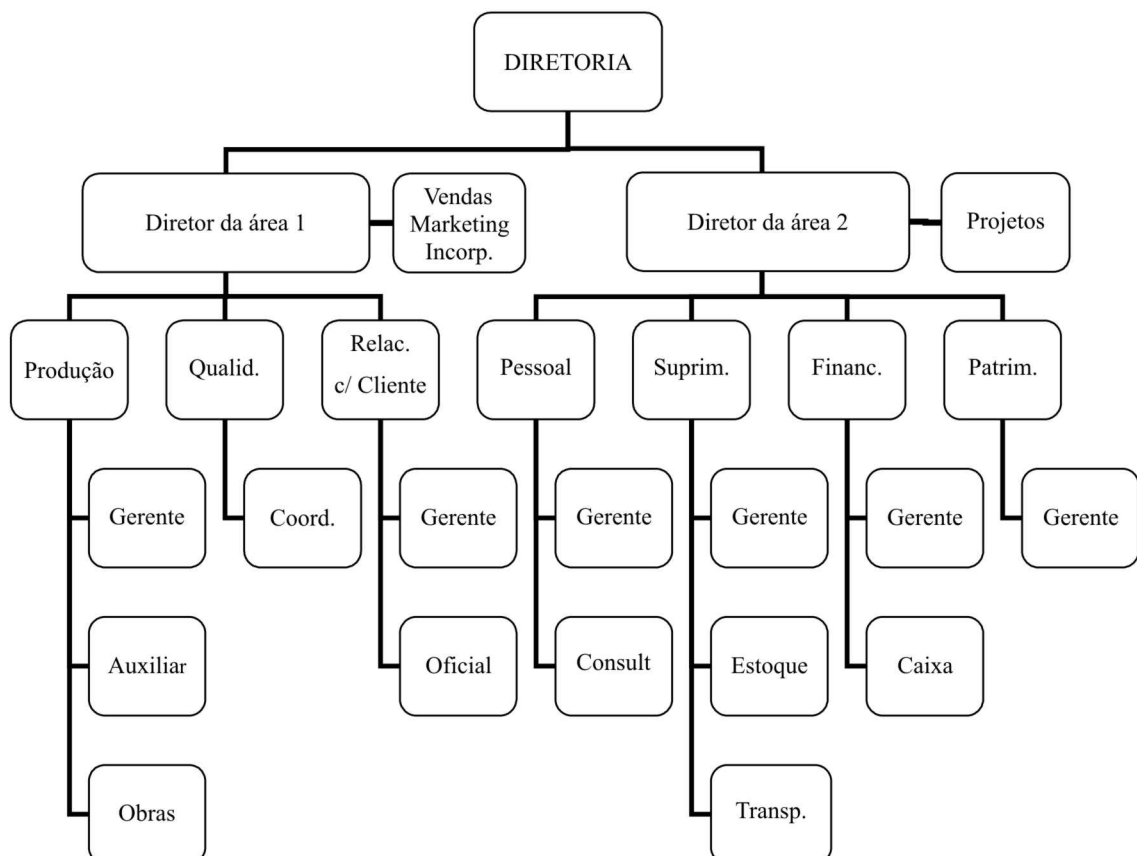 DIRETORIA
Diretor da área 1
Vendas
Marketing
Incorp.
Diretor da área 2
Projetos
Produção
Qualid.
Relac.
c/ Cliente
Pessoal
Suprim.
Financ.
Patrim.
Gerente
Coord.
Gerente
Gerente
Gerente
Gerente
Gerente
Auxiliar
Oficial
Consult
Estoque
Caixa
Obras
Transp.